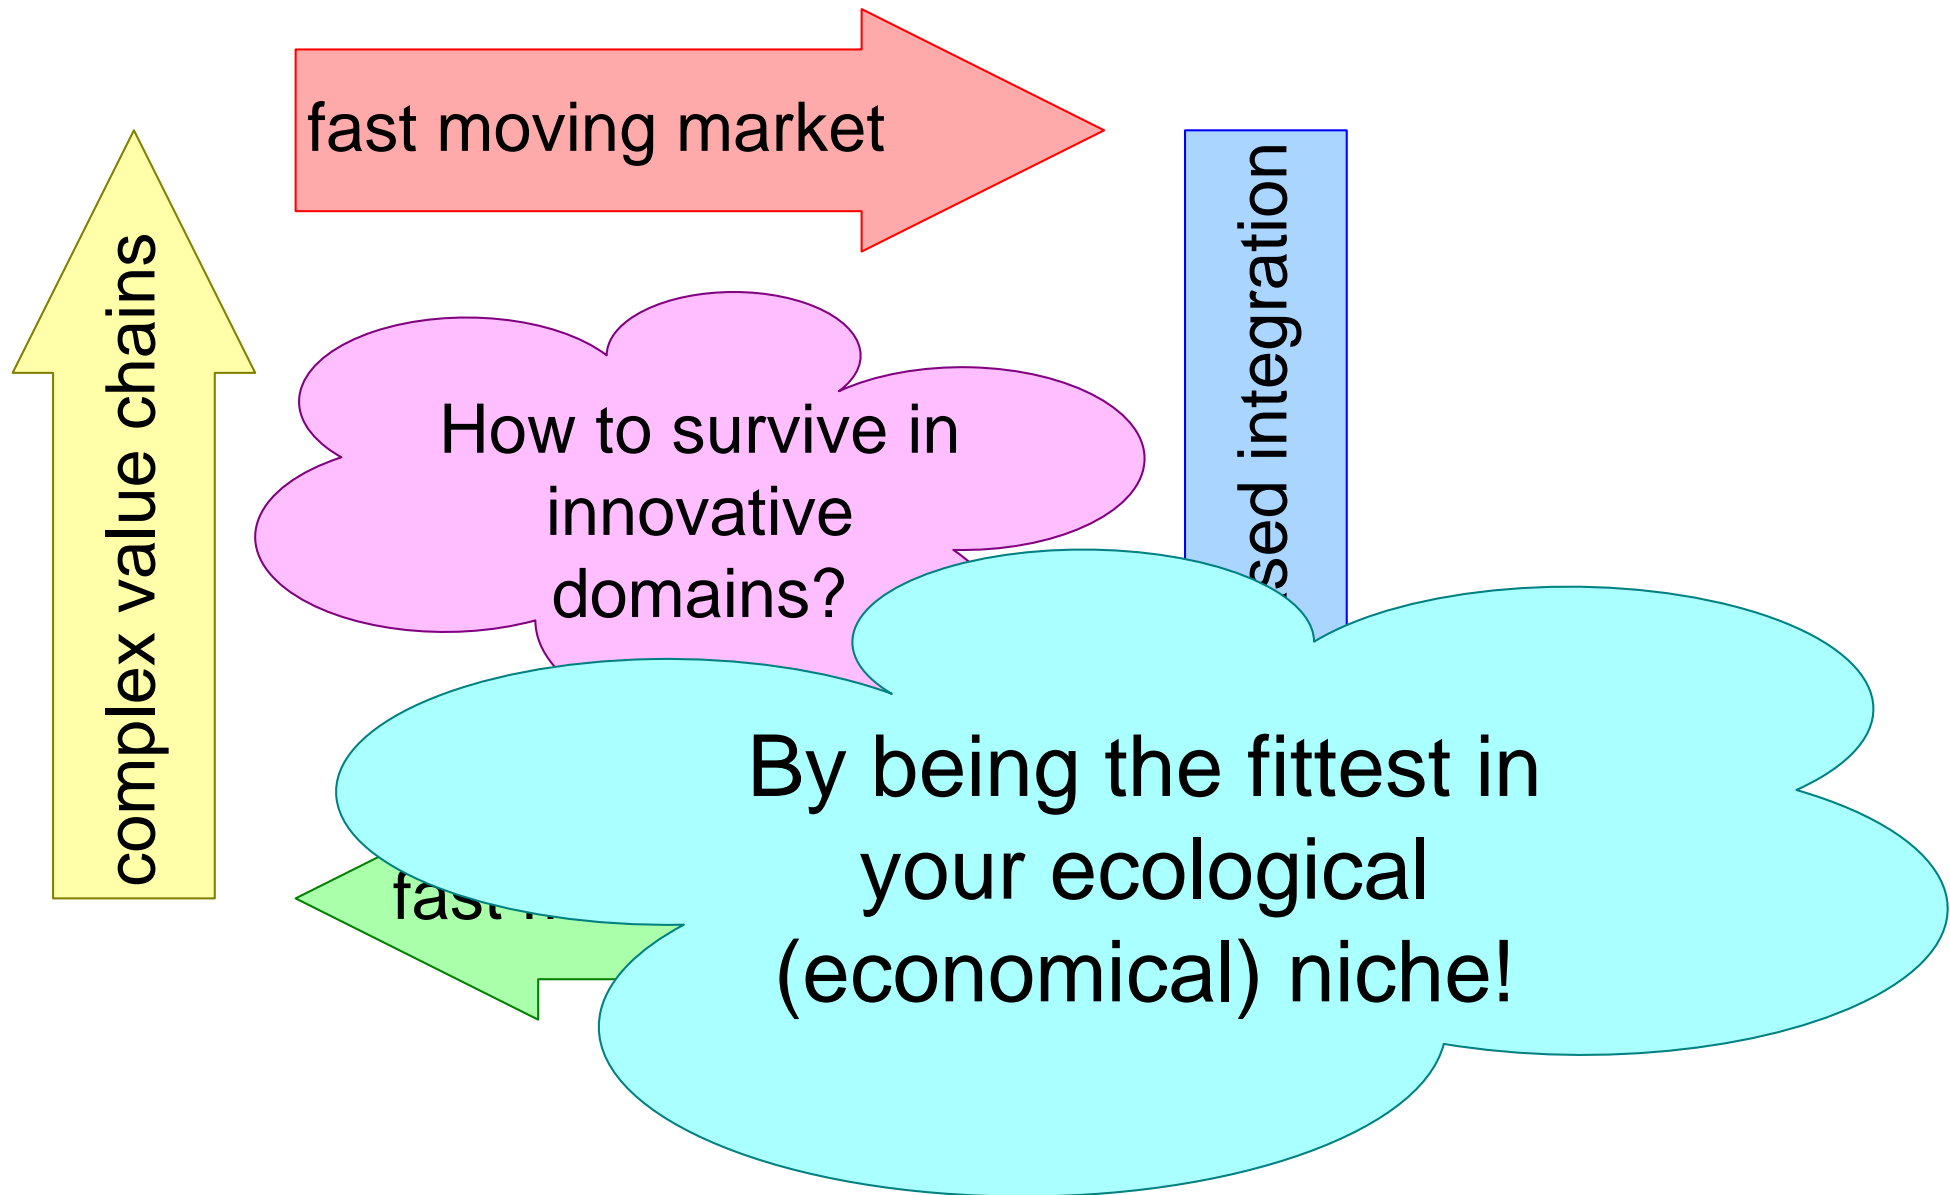 fast moving market
complex value chains
integration
How to survive in
innovative
domains?
By being the fittest in
your ecological
(economical) niche!
fast